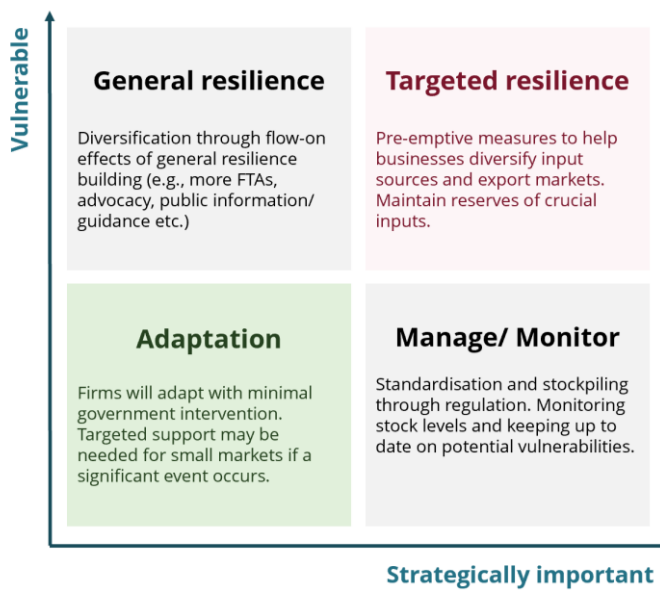 Vulnerable
General resilience
Diversification through flow-on
effects of general resilience
building (e.g., more FTAs,
advocacy, public information/
guidance etc.)
Targeted resilience
Pre-emptive measures to help
businesses diversify input
sources and export markets.
Maintain reserves of crucial
inputs.
Adaptation
Firms will adapt with minimal
government intervention.
Targeted support may be
needed for small markets if a
significant event occurs.
Manage/ Monitor
Standardisation and stockpiling
through regulation. Monitoring
stock levels and keeping up to
date on potential vulnerabilities.
Strategically important